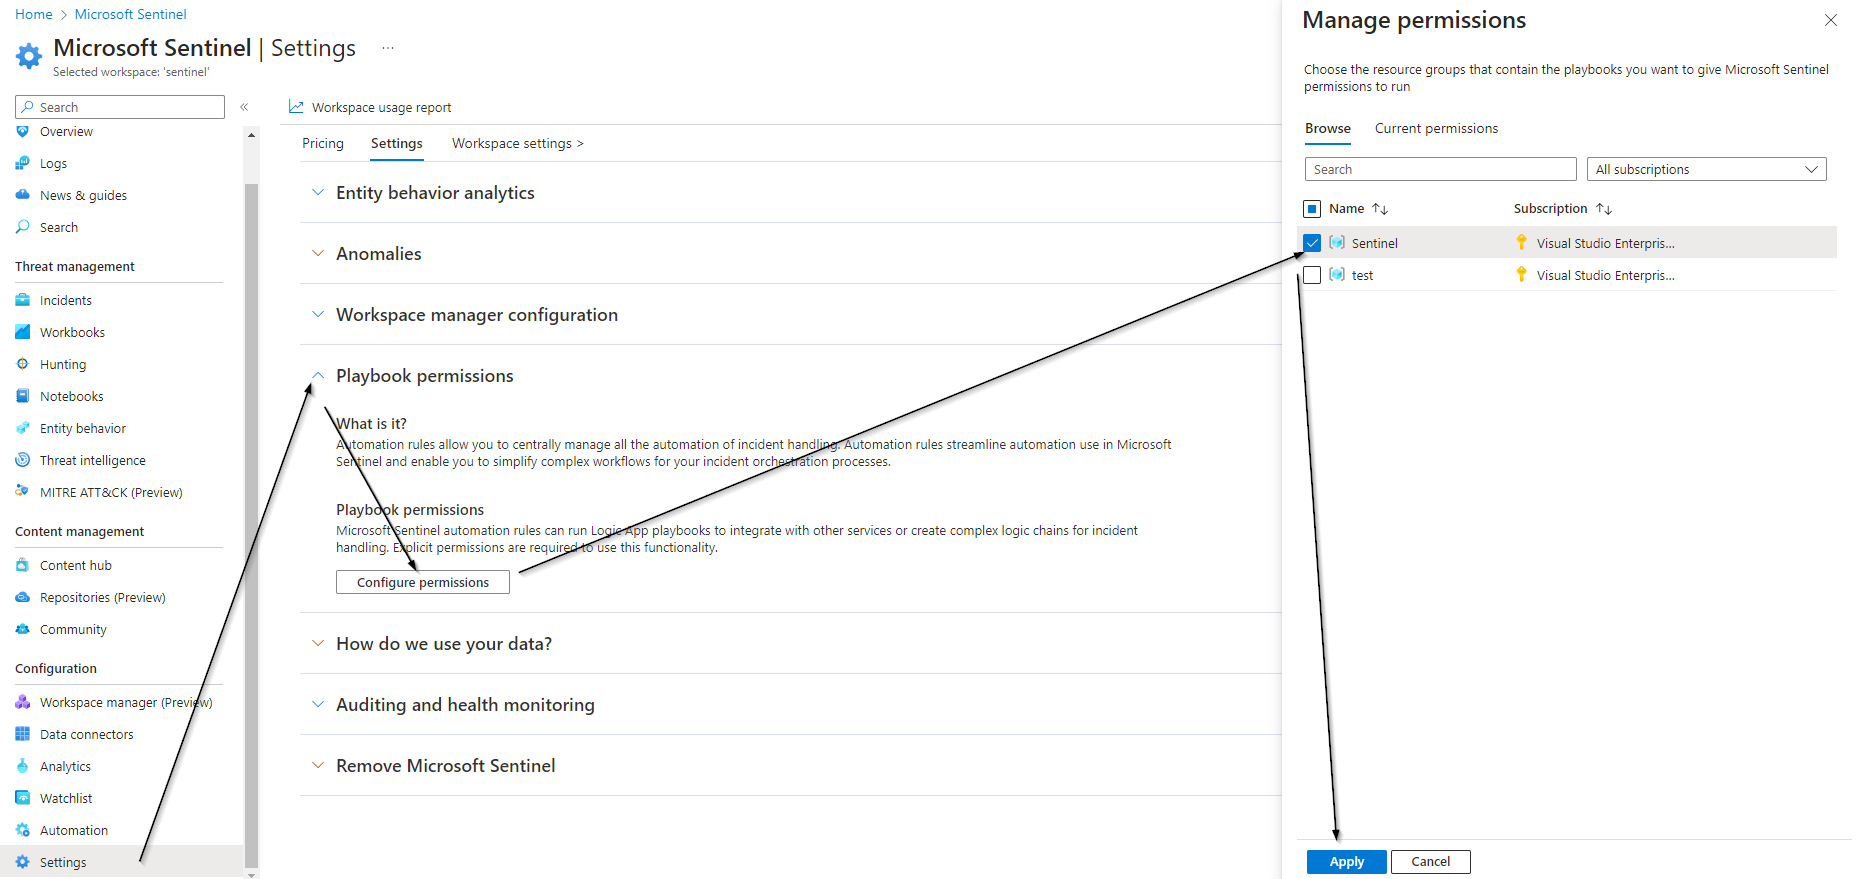 Home > Microsoft Sentinel
Microsoft Sentinel | Settings ...
Selected workspace: 'sentinel'
Search «
Overview
Logs
News & guides
Search
Threat management
Incidents
Workbooks
Hunting
Notebooks
Entity behavior
Threat intelligence
MITRE ATT&CK (Preview)
Content management
Content hub
Repositories (Preview)
Community
Configuration
Workspace manager (Preview)
Data connectors
Analytics
Watchlist
Automation
Settings
Workspace usage report
Pricing Settings Workspace settings >
Entity behavior analytics
Anomalies
Workspace manager configuration
Playbook permissions
What is it?
Automation rules allow you to centrally manage all the automation of incident handling. Automation rules streamline automation use in Microsoft
Sentinel and enable you to simplify complex workflows for your incident orchestration processes.
Playbook permissions
Microsoft Sentinel automation rules can run Logic App playbooks to integrate with other services or create complex logic chains for incident
handling. Explicit permissions are required to use this functionality.
Configure permissions
How do we use your data?
Auditing and health monitoring
Remove Microsoft Sentinel
Manage permissions
Choose the resource groups that contain the playbooks you want to give Microsoft Sentinel
permissions to run
Browse Current permissions
Search All subscriptions
Name ↑↓ Subscription ↑↓
Sentinel Visual Studio Enterpris...
test Visual Studio Enterpris...
Apply Cancel